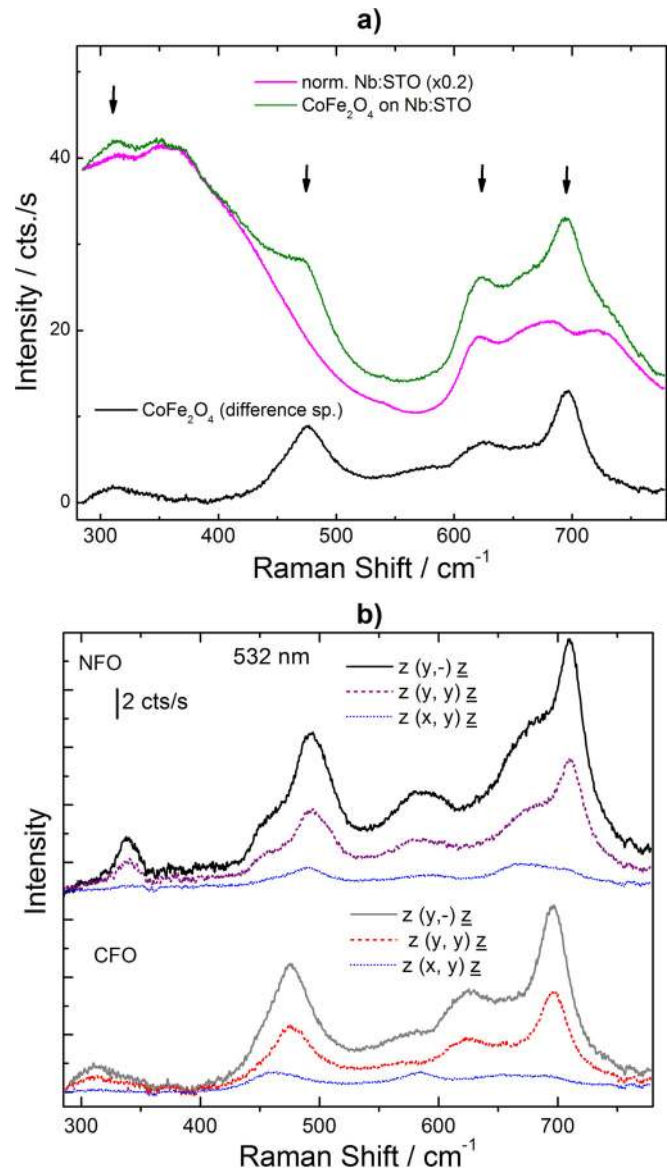 a)
norm. Nb:STO (x0.2)
CoFe₂O₄ on Nb:STO
40
20
0
Intensity / cts./s
CoFe₂O₄ (difference sp.)
300 400 500 600 700
Raman Shift / cm⁻¹
b)
NFO
532 nm
2 cts/s
z (y,-) z̲
z (y, y) z̲
z (x, y) z̲
Intensity
CFO
z (y,-) z̲
z (y, y) z̲
z (x, y) z̲
300 400 500 600 700
Raman Shift / cm⁻¹